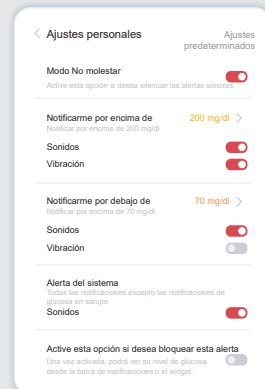 Ajustes personales
Ajustes
predeterminados
Modo No molestar
Active esta opción si desea silenciar las alertas sonoras.
Notificarme por encima de 200 mg/dl
Notificar por encima de 200 mg/dl
Sonidos
Vibración
Notificarme por debajo de 70 mg/dl
Notificar por encima de 70 mg/dl
Sonidos
Vibración
Alerta del sistema
Todas las notificaciones excepto las notificaciones de
glucosa en sangre
Sonidos
Active esta opción si desea bloquear esta alerta
Una vez activada, podrá ver su nivel de glucosa
desde la barra de notificaciones o el widget.